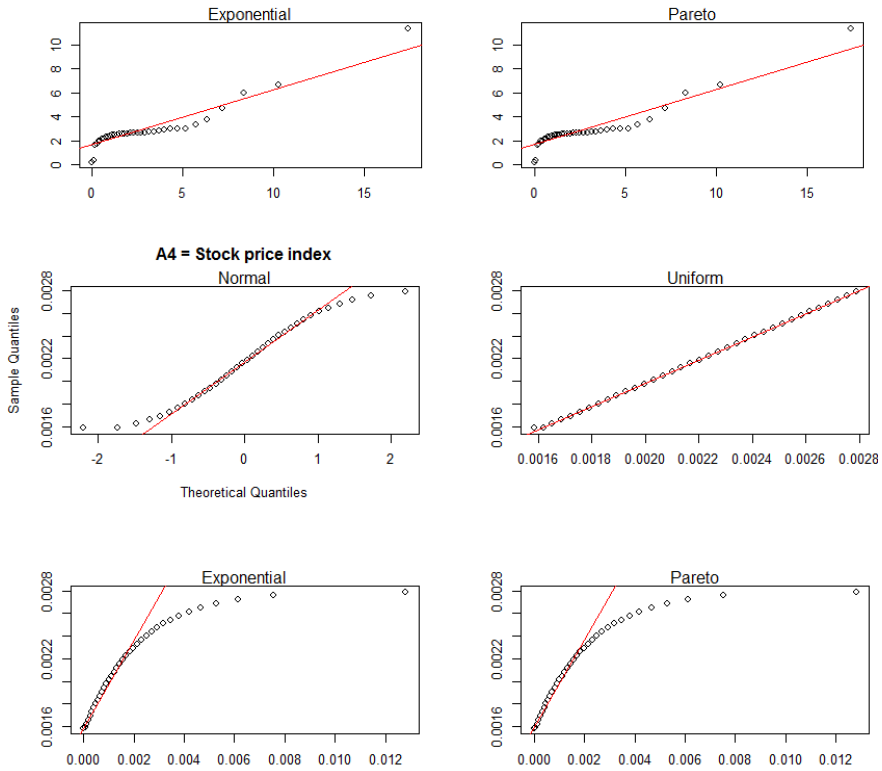 Exponential
Pareto
10
8
6
4
2
0
10
8
6
4
2
0
0 5 10 15
0 5 10 15
A4 = Stock price index
Normal
Uniform
Sample Quantiles
0.0028
0.0022
0.0016
0.0028
0.0022
0.0016
-2 -1 0 1 2
0.0016 0.0018 0.0020 0.0022 0.0024 0.0026 0.0028
Theoretical Quantiles
Exponential
Pareto
0.0028
0.0022
0.0016
0.0028
0.0022
0.0016
0.000 0.002 0.004 0.006 0.008 0.010 0.012
0.000 0.002 0.004 0.006 0.008 0.010 0.012